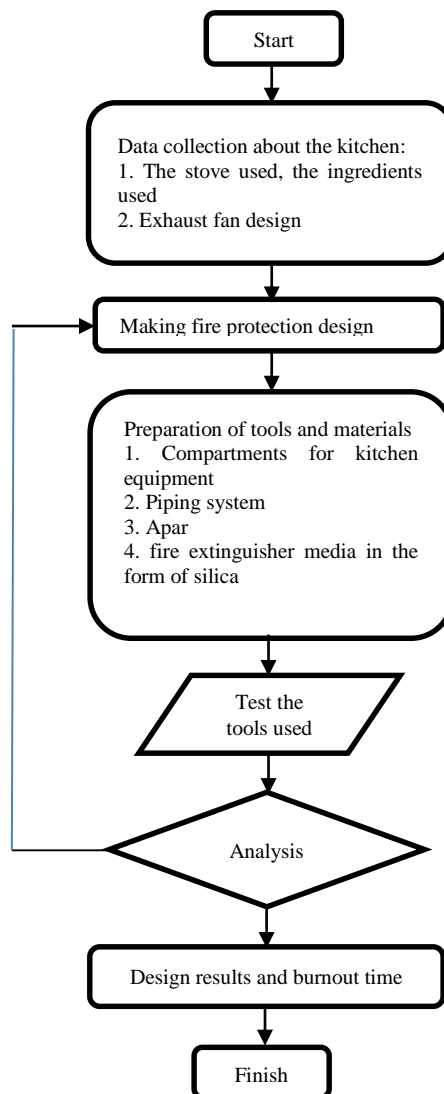 Start
Data collection about the kitchen:
1. The stove used, the ingredients
used
2. Exhaust fan design
Making fire protection design
Preparation of tools and materials
1. Compartments for kitchen
equipment
2. Piping system
3. Apar
4. fire extinguisher media in the
form of silica
Test the
tools used
Analysis
Design results and burnout time
Finish